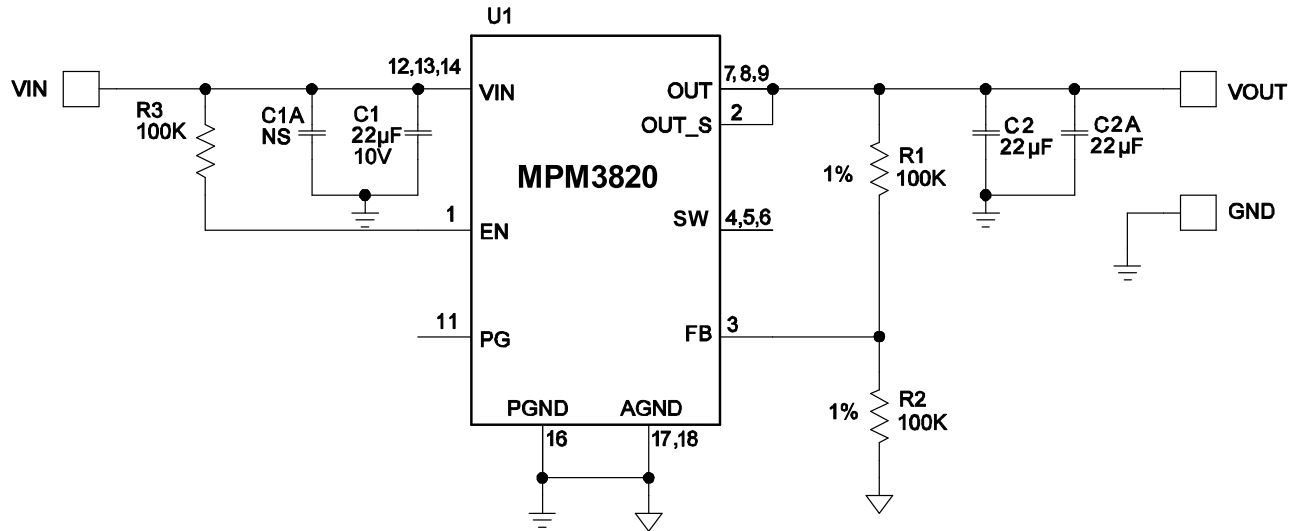 U1
VIN
12,13,14
VIN
R3
100K
C1A
NS
C1
22µF
10V
MPM3820
1
EN
11
PG
PGND
16
AGND
17,18
7,8,9
OUT
2
OUT_S
SW
4,5,6
FB
3
1%
R1
100K
1%
R2
100K
C2
22µF
C2A
22µF
VOUT
GND